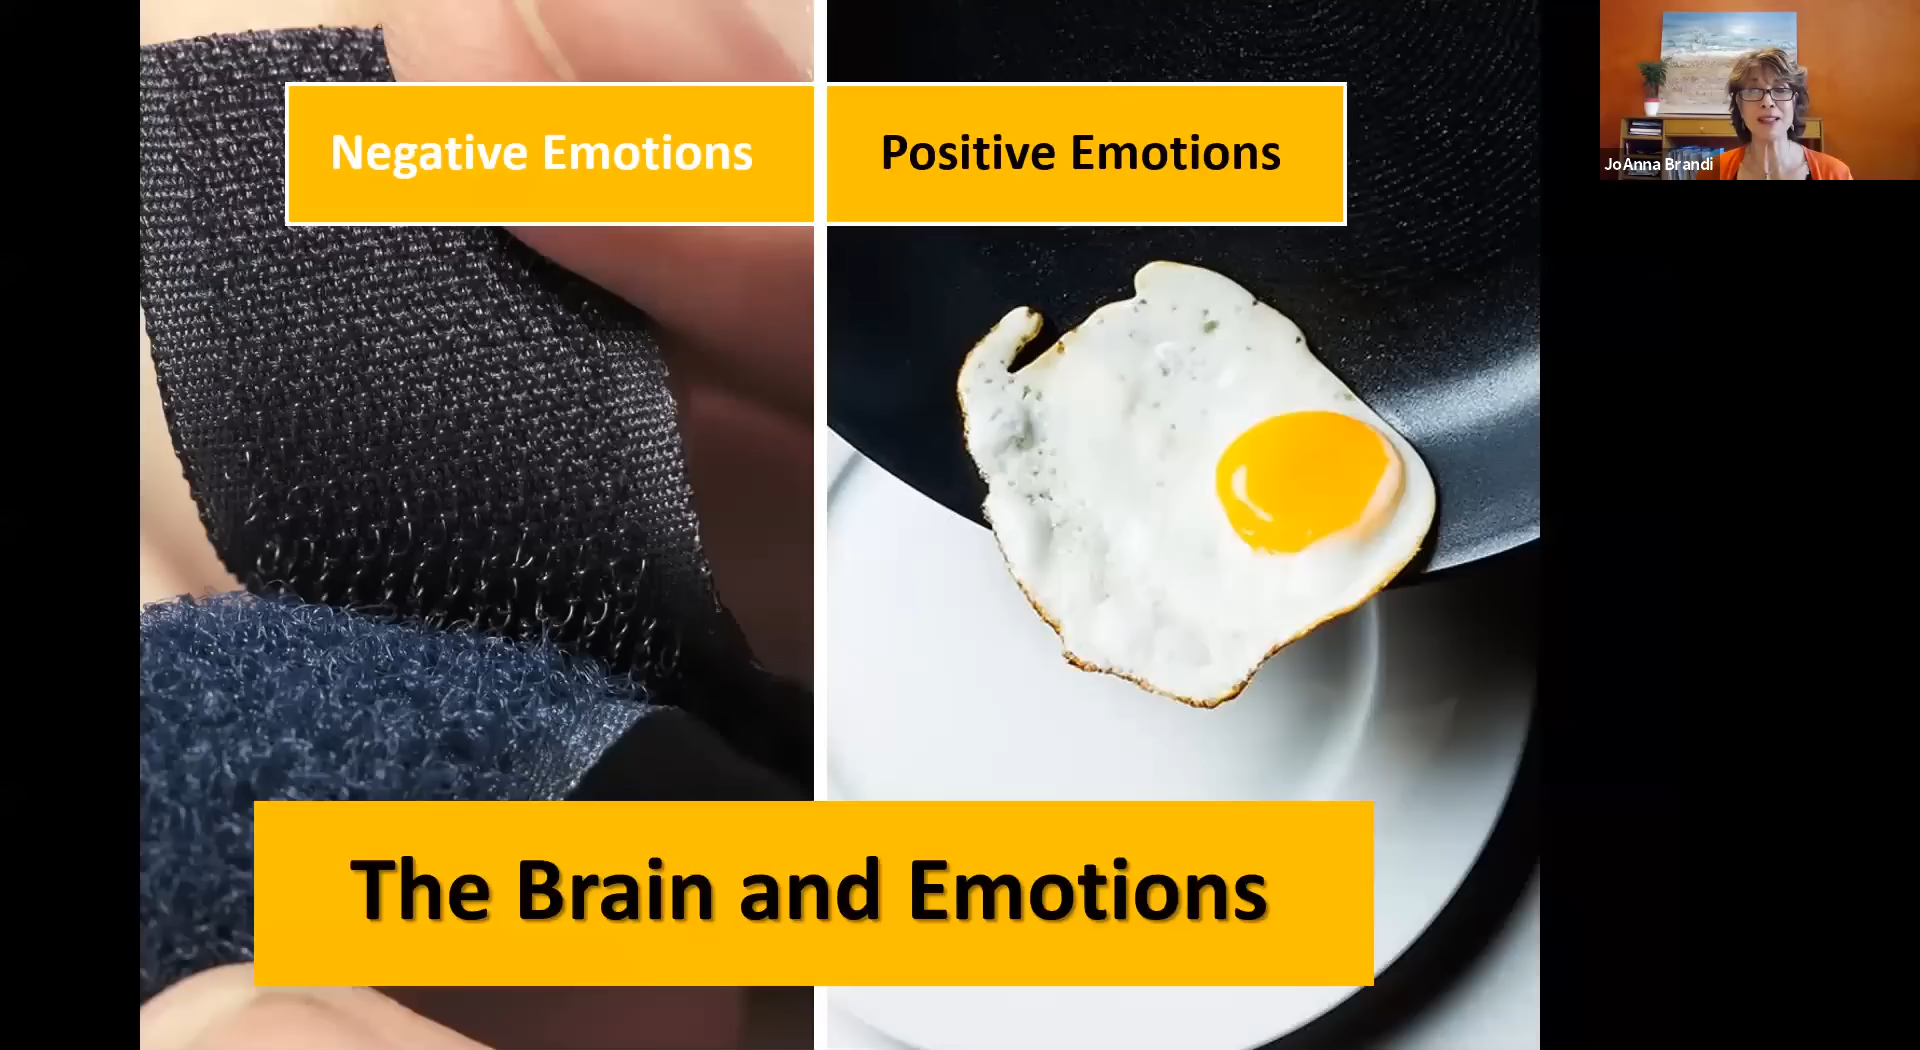 Negative Emotions
Positive Emotions
JoAnna Brandi
The Brain and Emotions